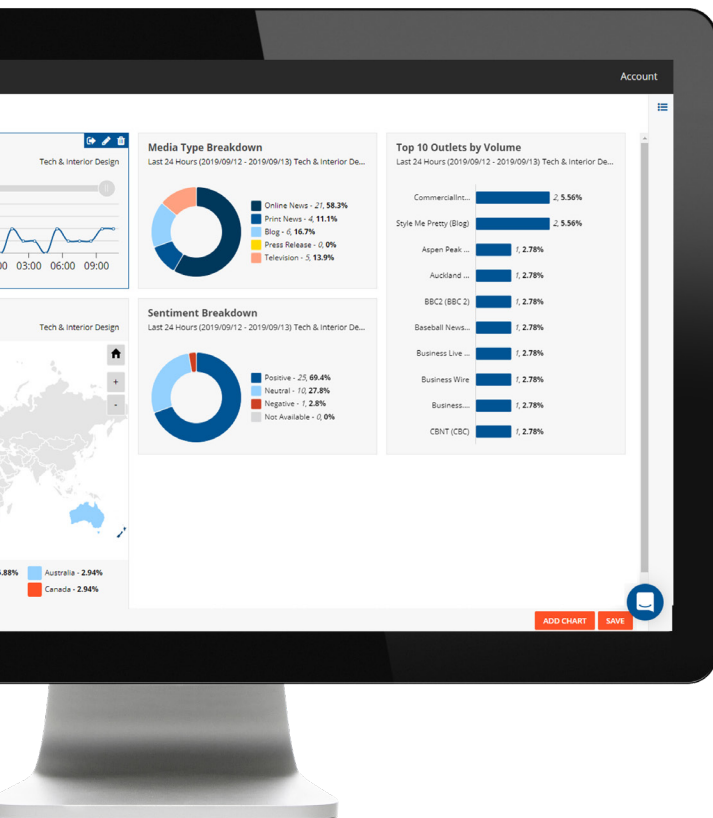 Account
Tech & Interior Design
00 03:00 06:00 09:00
Media Type Breakdown
Last 24 Hours (2019/09/12 - 2019/09/13) Tech & Interior De...
Online News - 21, 58.3%
Print News - 4, 11.1%
Blog - 6, 16.7%
Press Release - 0, 0%
Television - 5, 13.9%
Top 10 Outlets by Volume
Last 24 Hours (2019/09/12 - 2019/09/13) Tech & Interior De...
Commercialint... 2, 5.56%
Style Me Pretty (Blog) 2, 5.56%
Aspen Peak ... 1, 2.78%
Auckland ... 1, 2.78%
BBC2 (BBC 2) 1, 2.78%
Baseball News... 1, 2.78%
Business Live ... 1, 2.78%
Business Wire 1, 2.78%
Business... 1, 2.78%
CBNT (CBC) 1, 2.78%
Tech & Interior Design
+
-
5.88% Australia - 2.94%
Canada - 2.94%
Sentiment Breakdown
Last 24 Hours (2019/09/12 - 2019/09/13) Tech & Interior De...
Positive - 25, 69.4%
Neutral - 10, 27.8%
Negative - 1, 2.8%
Not Available - 0, 0%
ADD CHART SAVE